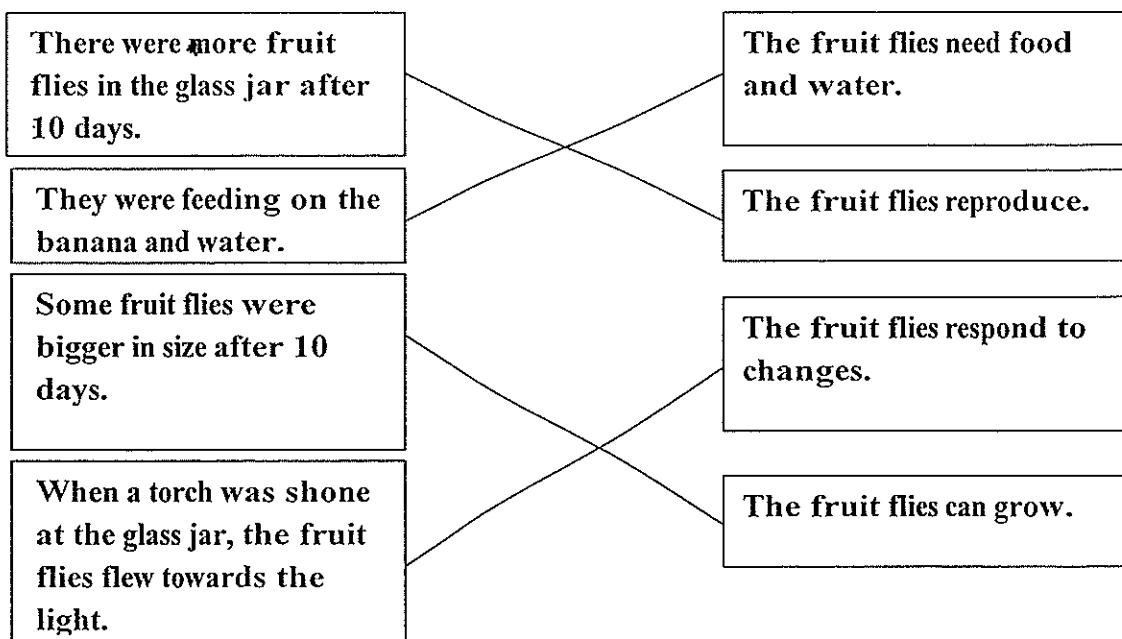 There were more fruit
flies in the glass jar after
10 days.
They were feeding on the
banana and water.
Some fruit flies were
bigger in size after 10
days.
When a torch was shone
at the glass jar, the fruit
flies flew towards the
light.
The fruit flies need food
and water.
The fruit flies reproduce.
The fruit flies respond to
changes.
The fruit flies can grow.